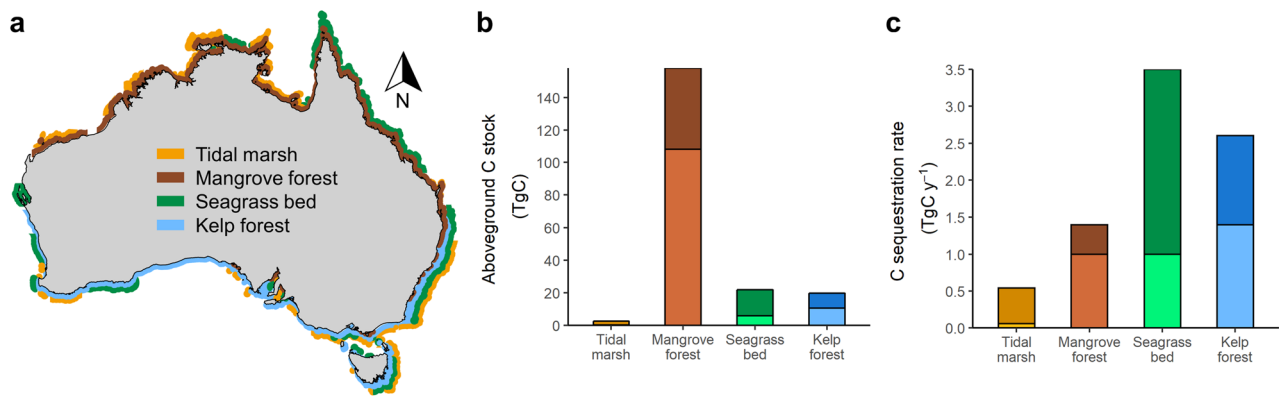 a
N
Tidal marsh
Mangrove forest
Seagrass bed
Kelp forest
b
Aboveground C stock
(TgC)
140
120
100
80
60
40
20
0
Tidal
marsh
Mangrove
forest
Seagrass
bed
Kelp
forest
c
C sequestration rate
(TgC y⁻¹)
3.5
3.0
2.5
2.0
1.5
1.0
0.5
0.0
Tidal
marsh
Mangrove
forest
Seagrass
bed
Kelp
forest